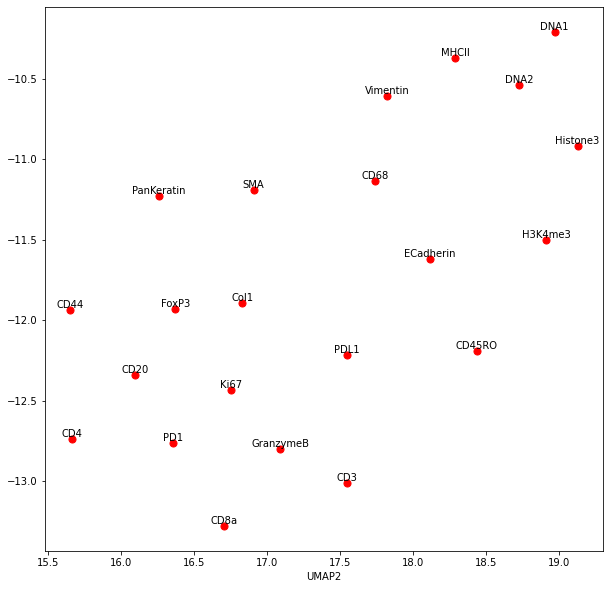 DNA1
MHCII
−10.5
DNA2
Vimentin
Histone3
−11.0
CD68
SMA
PanKeratin
H3K4me3
−11.5
ECadherin
Col1
FoxP3
CD44
−12.0
PDL1
CD45RO
CD20
Ki67
−12.5
CD4
PD1
GranzymeB
−13.0
CD3
CD8a
15.5 16.0 16.5 17.0 17.5 18.0 18.5 19.0
UMAP2